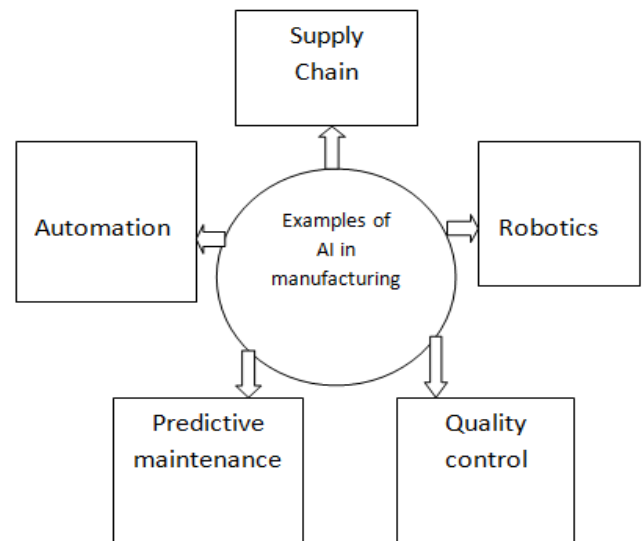 Supply
Chain
Automation
Examples of
AI in
manufacturing
Robotics
Predictive
maintenance
Quality
control